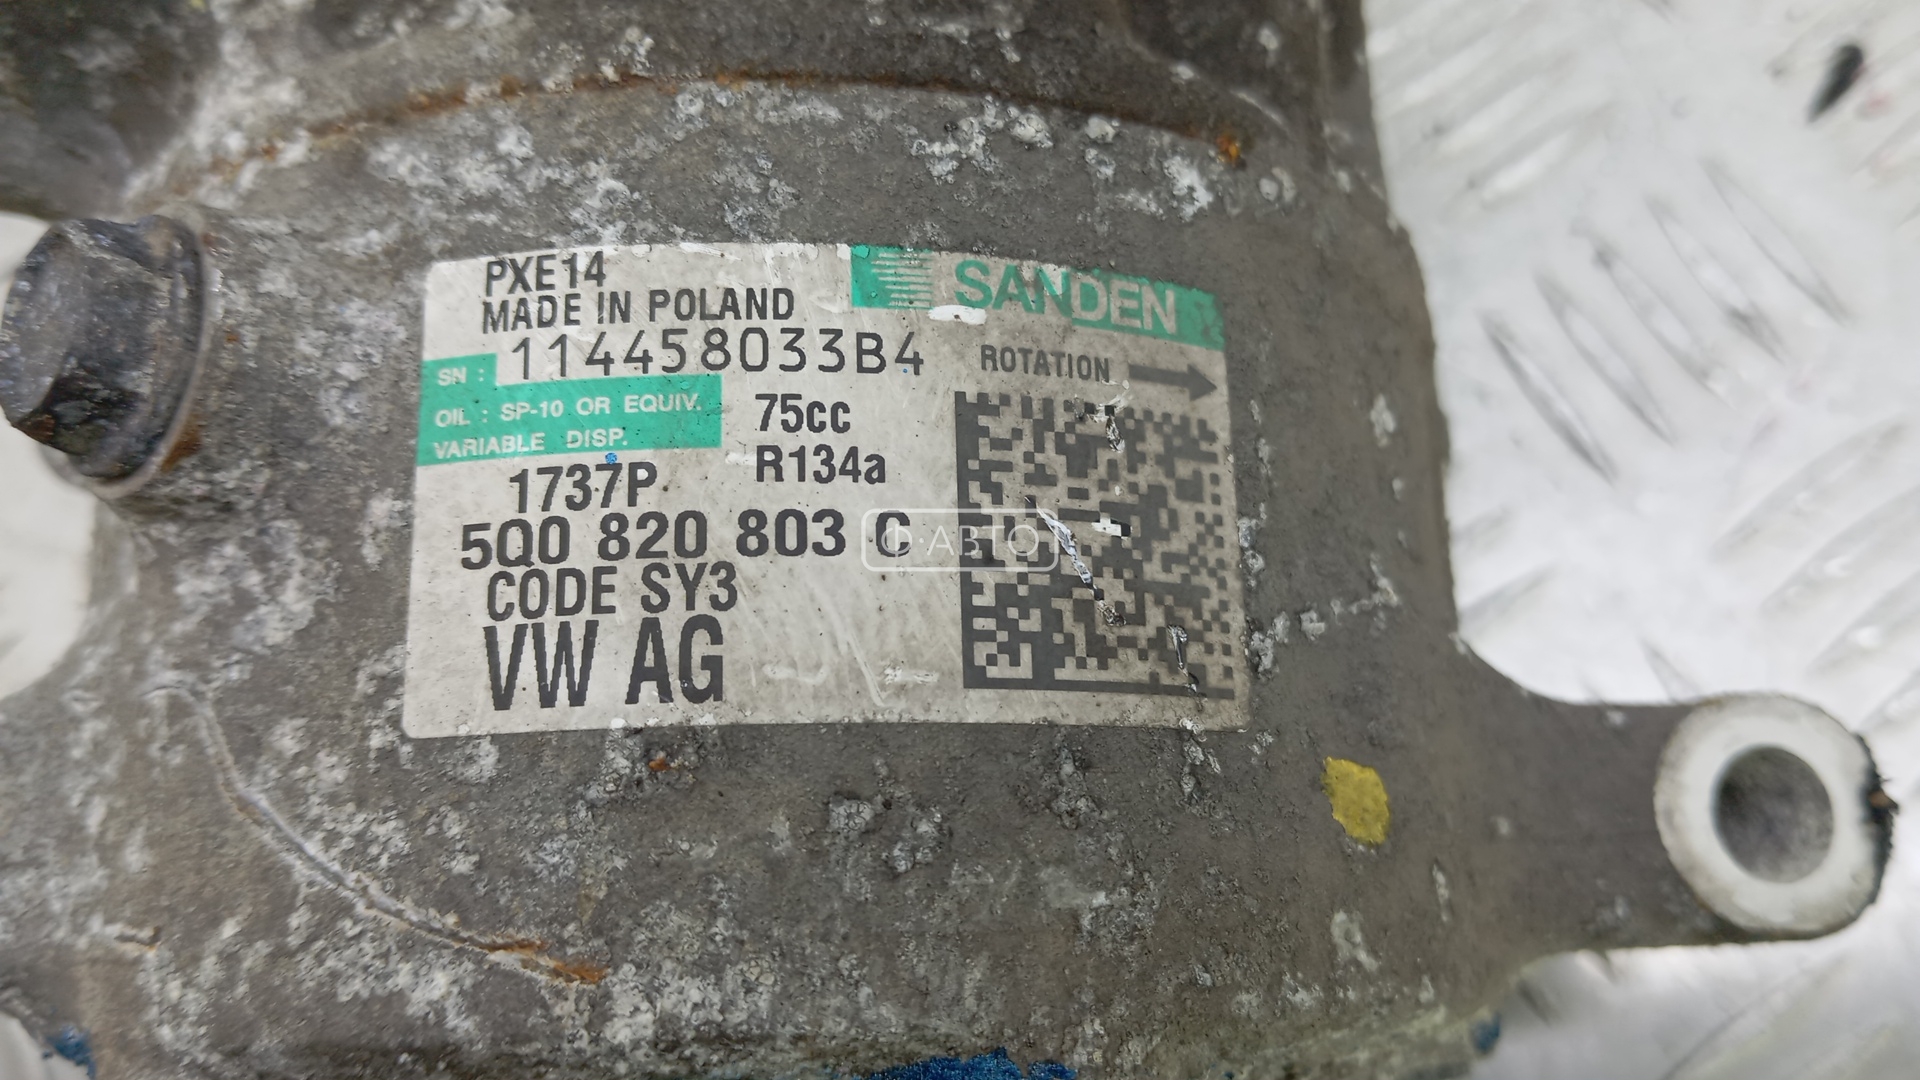 PXE14
SANDEN
MADE IN POLAND
SN : 114458033B4
ROTATION
OIL : SP-10 OR EQUIV.
75cc
VARIABLE DISP.
1737P
R134a
5Q0 820 803 C
Ф·АВТО
CODE SY3
VW AG